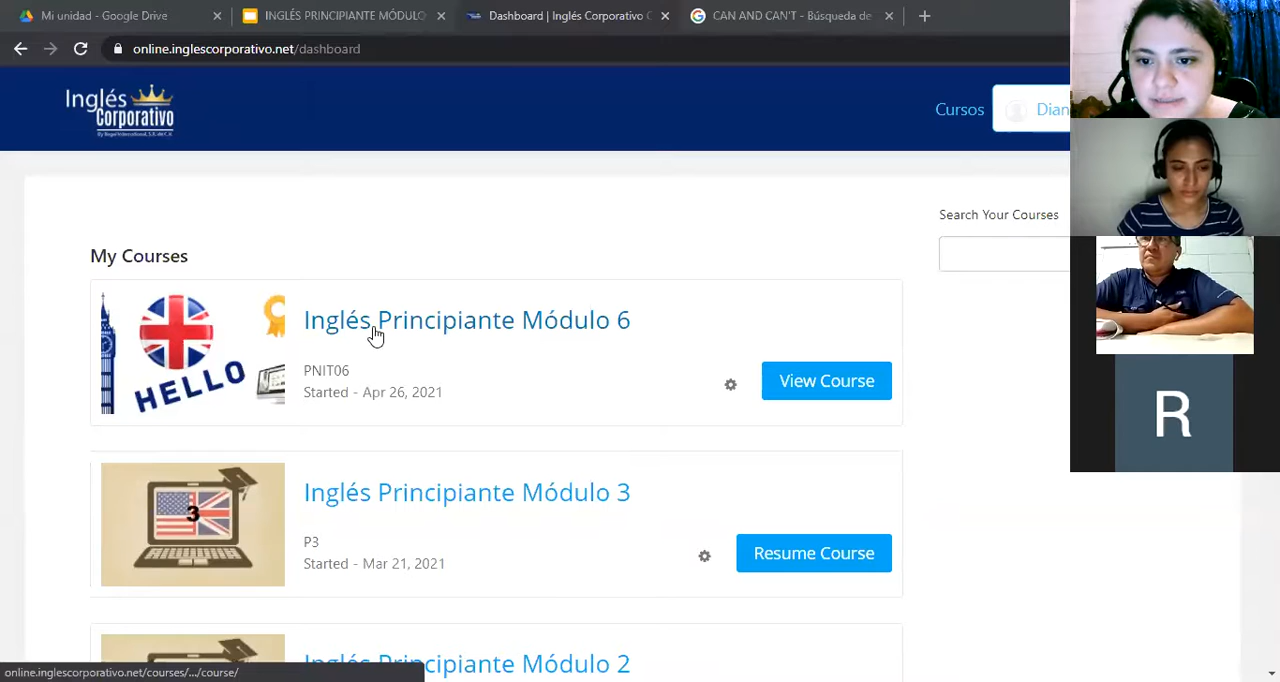 Mi unidad - Google Drive
INGLÉS PRINCIPIANTE MÓDULO
Dashboard | Inglés Corporativo
CAN AND CAN'T - Búsqueda de
online.inglescorporativo.net/dashboard
Inglés
Corporativo
Cursos
Dian
Search Your Courses
My Courses
HELLO
Inglés Principiante Módulo 6
PNIT06
Started - Apr 26, 2021
View Course
R
3
Inglés Principiante Módulo 3
P3
Started - Mar 21, 2021
Resume Course
Inglés Principiante Módulo 2
online.inglescorporativo.net/courses/.../course/